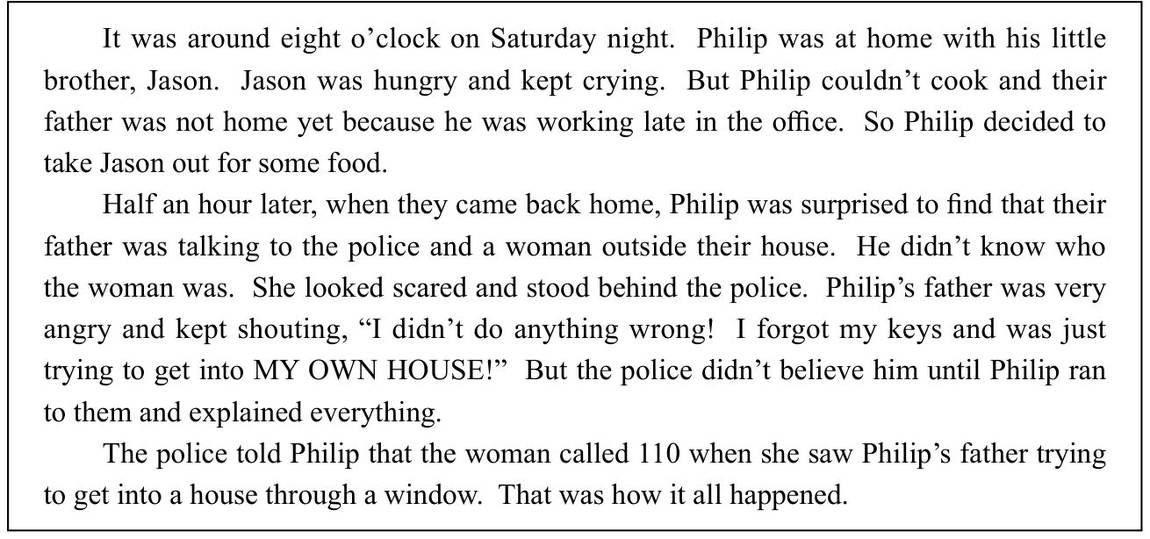 It was around eight o’clock on Saturday night.  Philip was at home with his little
brother, Jason.  Jason was hungry and kept crying.  But Philip couldn’t cook and their
father was not home yet because he was working late in the office.  So Philip decided to
take Jason out for some food.
Half an hour later, when they came back home, Philip was surprised to find that their
father was talking to the police and a woman outside their house.  He didn’t know who
the woman was.  She looked scared and stood behind the police.  Philip’s father was very
angry and kept shouting, “I didn’t do anything wrong!  I forgot my keys and was just
trying to get into MY OWN HOUSE!”  But the police didn’t believe him until Philip ran
to them and explained everything.
The police told Philip that the woman called 110 when she saw Philip’s father trying
to get into a house through a window.  That was how it all happened.